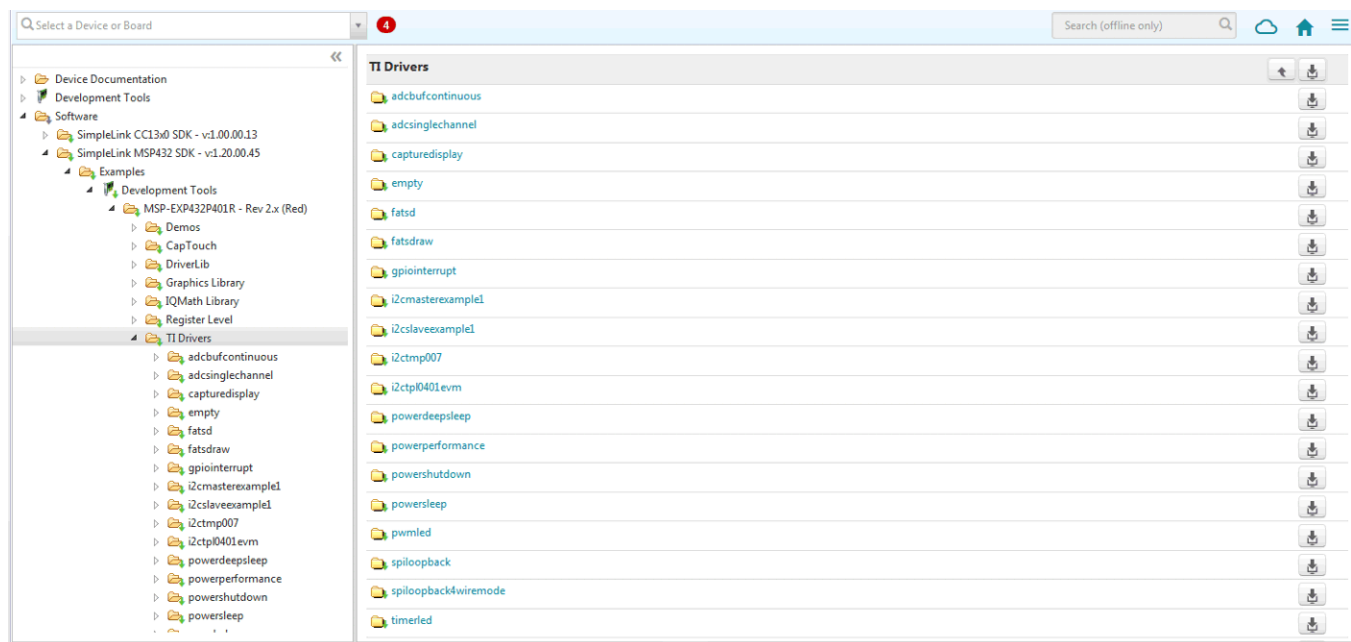 Select a Device or Board
4
Search (offline only)
Device Documentation
Development Tools
Software
SimpleLink CC13x0 SDK - v:1.00.00.13
SimpleLink MSP432 SDK - v:1.20.00.45
Examples
Development Tools
MSP-EXP432P401R - Rev 2.x (Red)
Demos
CapTouch
DriverLib
Graphics Library
IQMath Library
Register Level
TI Drivers
adcbufcontinuous
adcsinglechannel
capturedisplay
empty
fatsd
fatsdraw
gpiointerrupt
i2cmasterexample1
i2cslaveexample1
i2ctmp007
i2ctpl0401evm
powerdeepsleep
powerperformance
powershutdown
powersleep
TI Drivers
adcbufcontinuous
adcsinglechannel
capturedisplay
empty
fatsd
fatsdraw
gpiointerrupt
i2cmasterexample1
i2cslaveexample1
i2ctmp007
i2ctpl0401evm
powerdeepsleep
powerperformance
powershutdown
powersleep
pwmled
spiloopback
spiloopback4wiremode
timerled